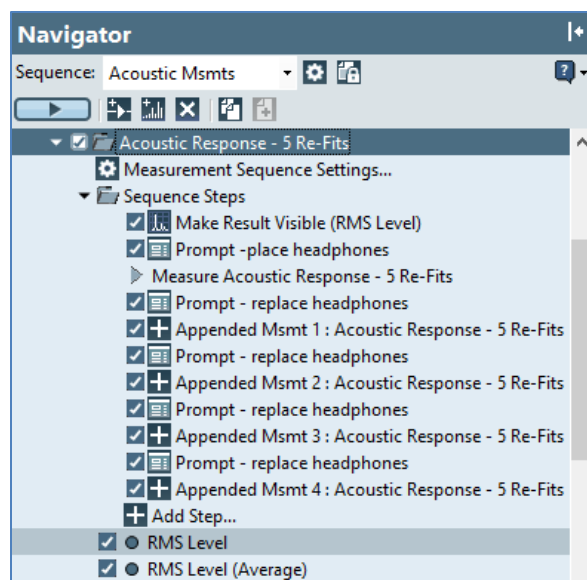 Navigator
Sequence: Acoustic Msmts
Acoustic Response - 5 Re-Fits
Measurement Sequence Settings...
Sequence Steps
Make Result Visible (RMS Level)
Prompt -place headphones
Measure Acoustic Response - 5 Re-Fits
Prompt - replace headphones
Appended Msmt 1 : Acoustic Response - 5 Re-Fits
Prompt - replace headphones
Appended Msmt 2 : Acoustic Response - 5 Re-Fits
Prompt - replace headphones
Appended Msmt 3 : Acoustic Response - 5 Re-Fits
Prompt - replace headphones
Appended Msmt 4 : Acoustic Response - 5 Re-Fits
Add Step...
RMS Level
RMS Level (Average)